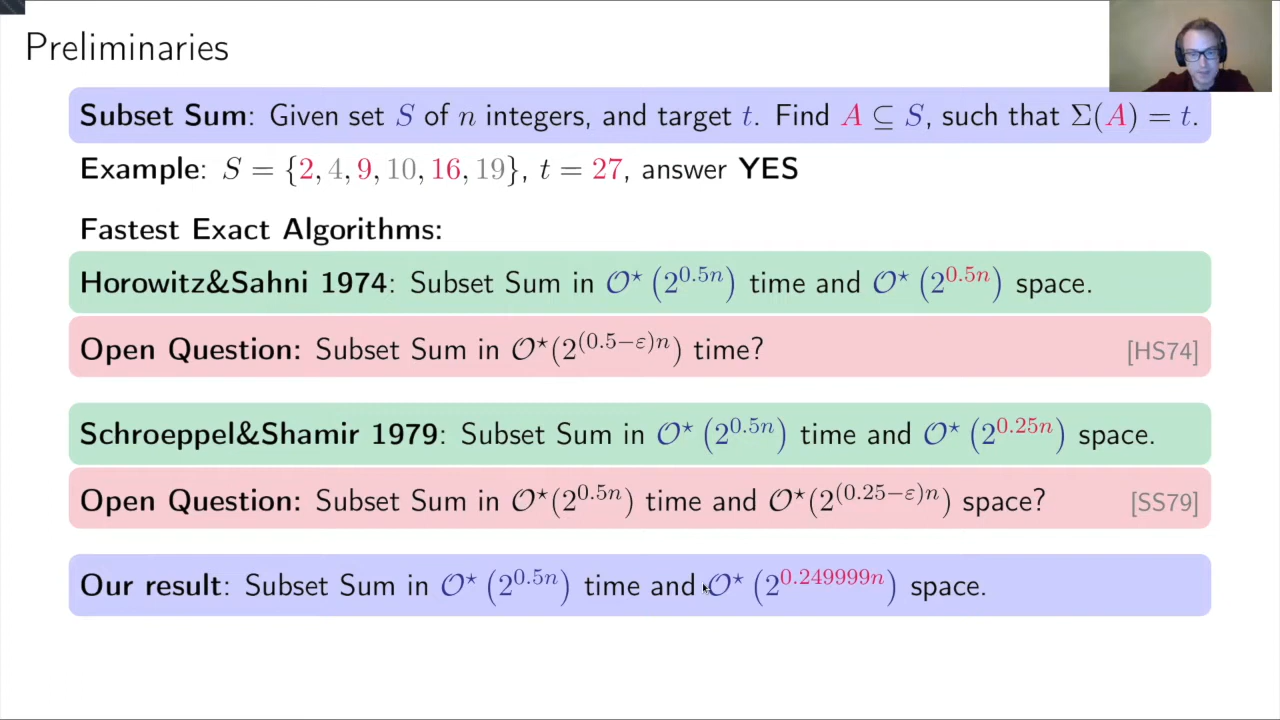 Preliminaries
Subset Sum: Given set S of n integers, and target t. Find A ⊆ S, such that Σ(A) = t.
Example: S = {2, 4, 9, 10, 16, 19}, t = 27, answer YES
Fastest Exact Algorithms:
Horowitz&Sahni 1974: Subset Sum in 𝒪⋆(2^{0.5n}) time and 𝒪⋆(2^{0.5n}) space.
Open Question: Subset Sum in 𝒪⋆(2^{(0.5−ε)n}) time? [HS74]
Schroeppel&Shamir 1979: Subset Sum in 𝒪⋆(2^{0.5n}) time and 𝒪⋆(2^{0.25n}) space.
Open Question: Subset Sum in 𝒪⋆(2^{0.5n}) time and 𝒪⋆(2^{(0.25−ε)n}) space? [SS79]
Our result: Subset Sum in 𝒪⋆(2^{0.5n}) time and 𝒪⋆(2^{0.249999n}) space.